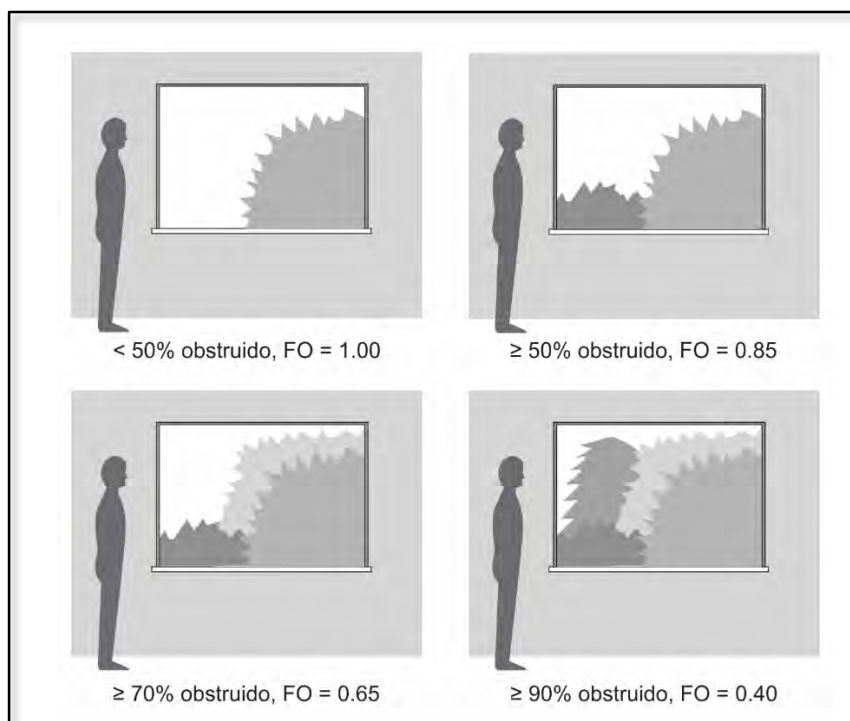 < 50% obstruido, FO = 1.00
≥ 50% obstruido, FO = 0.85
≥ 70% obstruido, FO = 0.65
≥ 90% obstruido, FO = 0.40